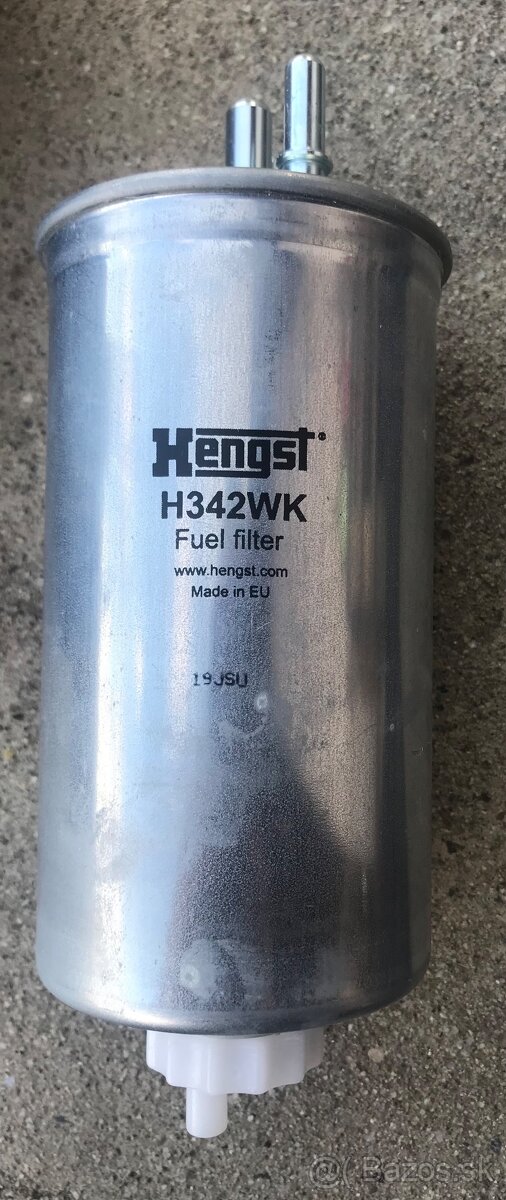 Hengst®
H342WK
Fuel filter
www.hengst.com
Made in EU
19JSU
Bazos.sk